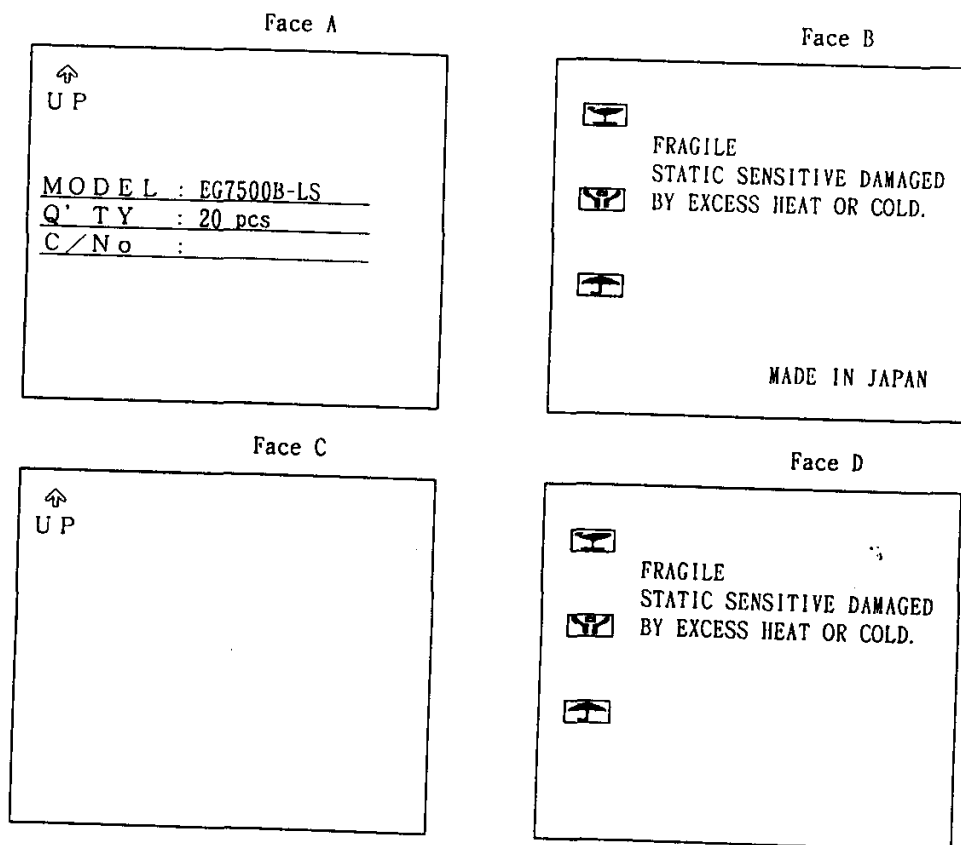 Face A
UP
MODEL : EG7500B-LS
Q'TY : 20 pcs
C/No :
Face B
FRAGILE
STATIC SENSITIVE DAMAGED
BY EXCESS HEAT OR COLD.
MADE IN JAPAN
Face C
UP
Face D
FRAGILE
STATIC SENSITIVE DAMAGED
BY EXCESS HEAT OR COLD.